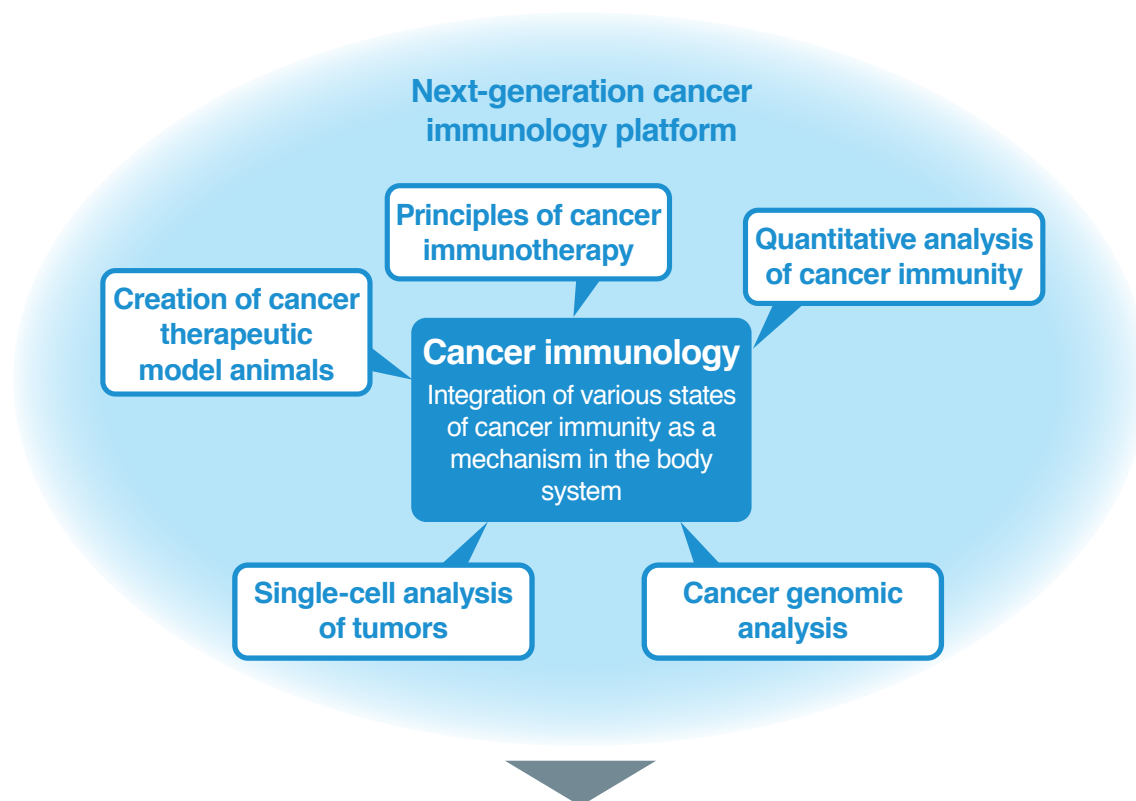 Next-generation cancer
immunology platform
Principles of cancer
immunotherapy
Quantitative analysis
of cancer immunity
Creation of cancer
therapeutic
model animals
Cancer immunology
Integration of various states
of cancer immunity as a
mechanism in the body
system
Single-cell analysis
of tumors
Cancer genomic
analysis